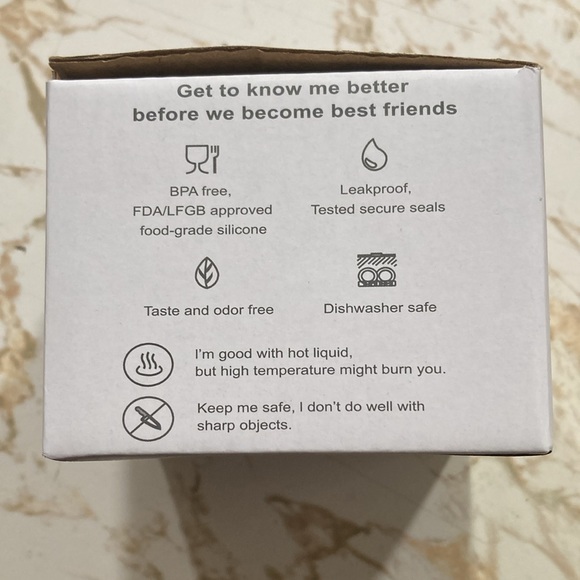 Get to know me better
before we become best friends
BPA free,
FDA/LFGB approved
food-grade silicone
Leakproof,
Tested secure seals
Taste and odor free
Dishwasher safe
I'm good with hot liquid,
but high temperature might burn you.
Keep me safe, I don't do well with
sharp objects.